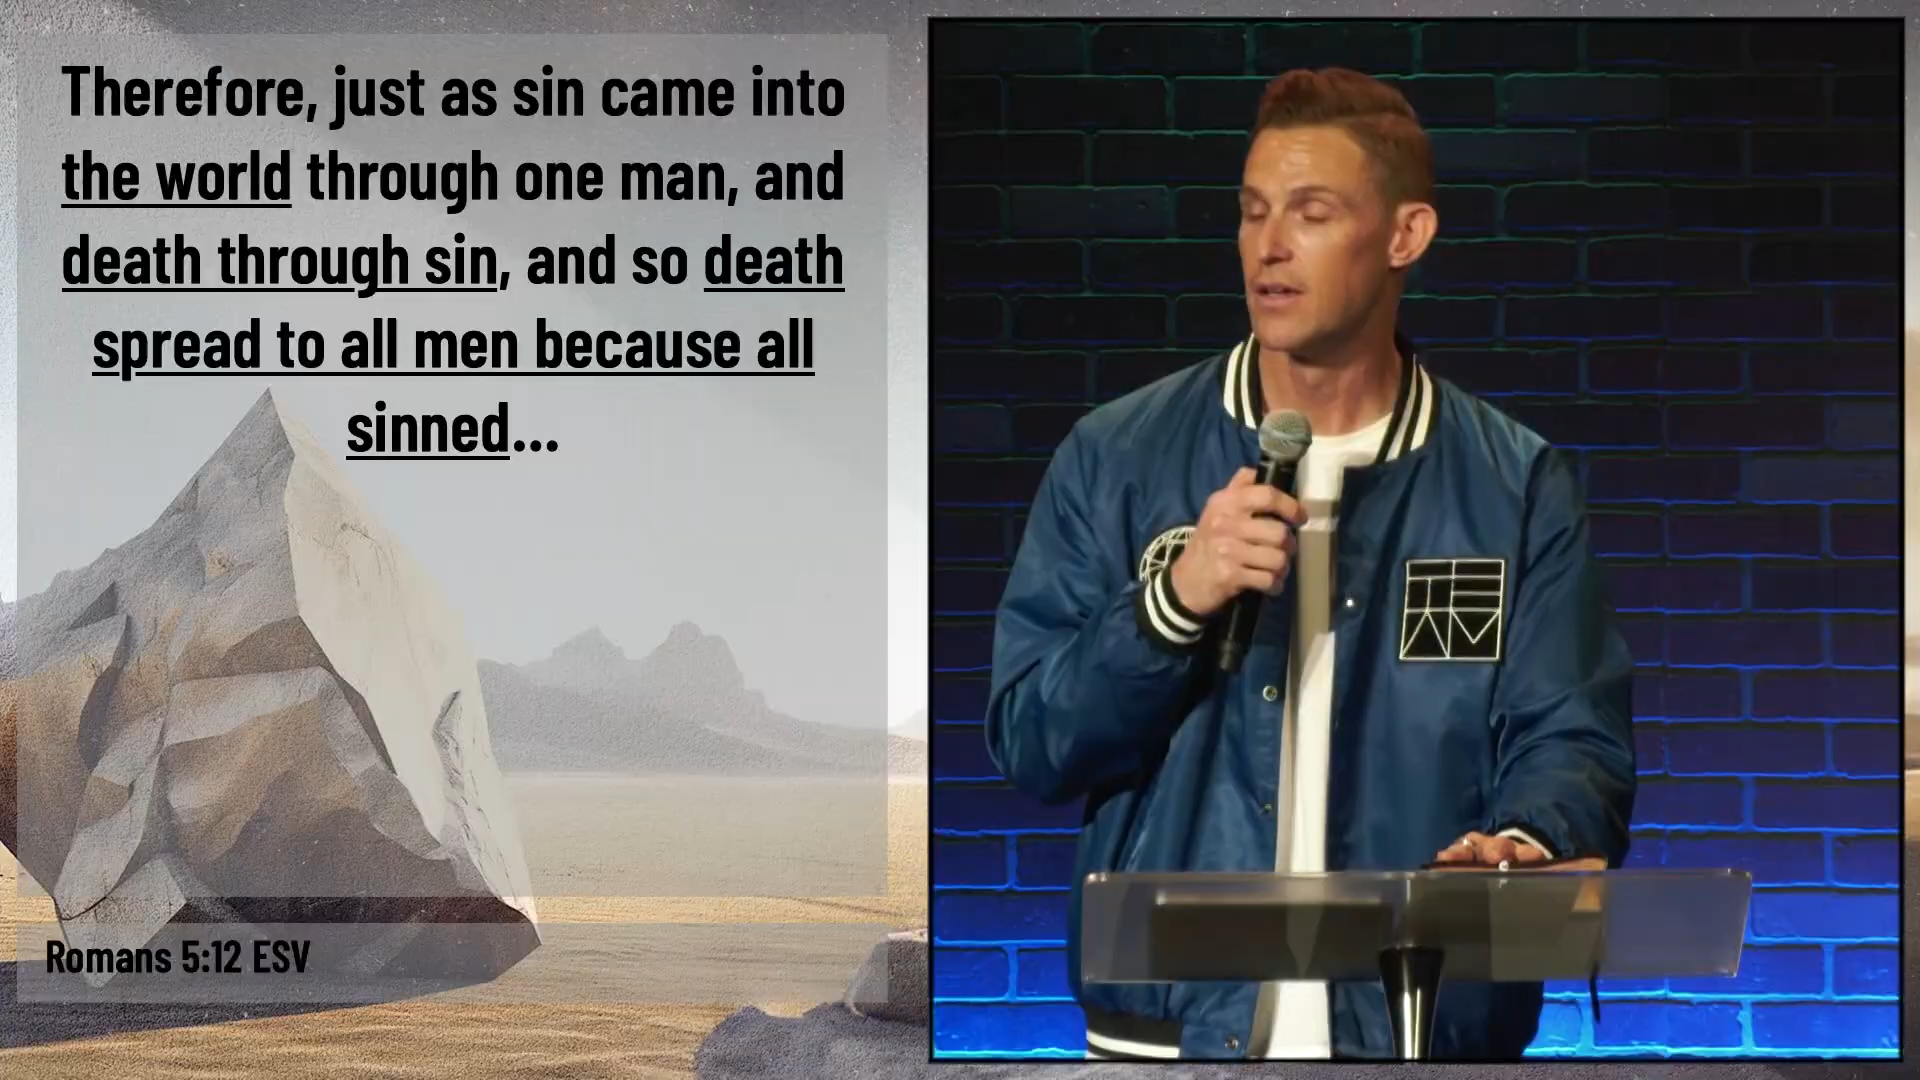 Therefore, just as sin came into
the world through one man, and
death through sin, and so death
spread to all men because all
sinned...
Romans 5:12 ESV